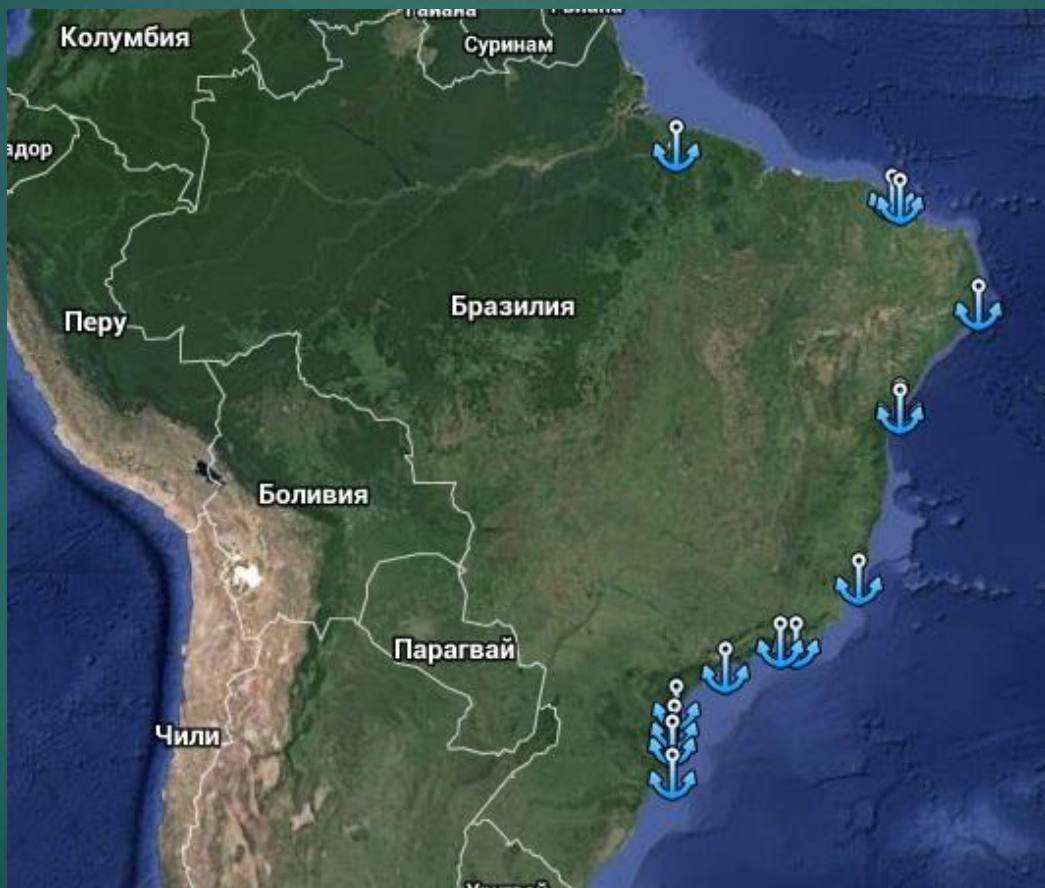 Колумбия
Суринам
Перу
Бразилия
Боливия
Парагвай
Чили